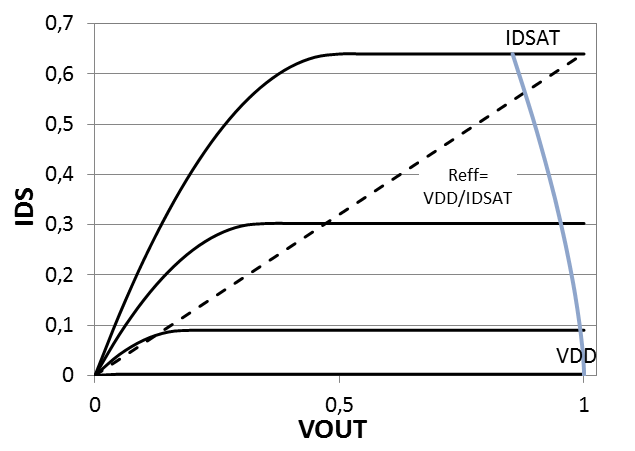 0,7
IDSAT
0,6
0,5
0,4
Reff=
VDD/IDSAT
IDS
0,3
0,2
0,1
VDD
0
0
0,5
1
VOUT